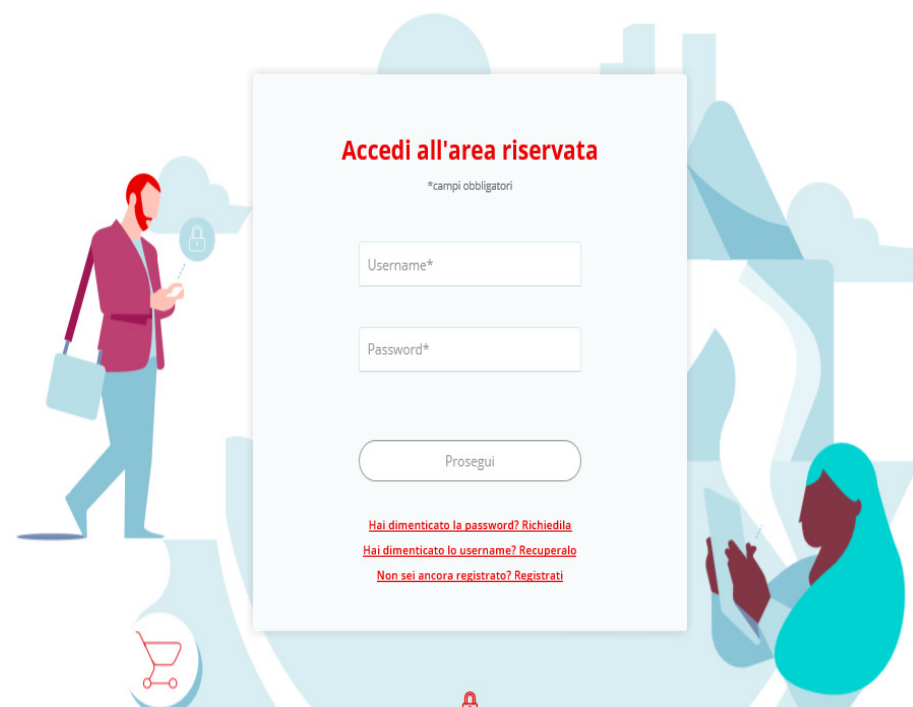 Accedi all'area riservata
*campi obbligatori
Username*
Password*
Prosegui
Hai dimenticato la password? Richiedila
Hai dimenticato lo username? Recuperalo
Non sei ancora registrato? Registrati